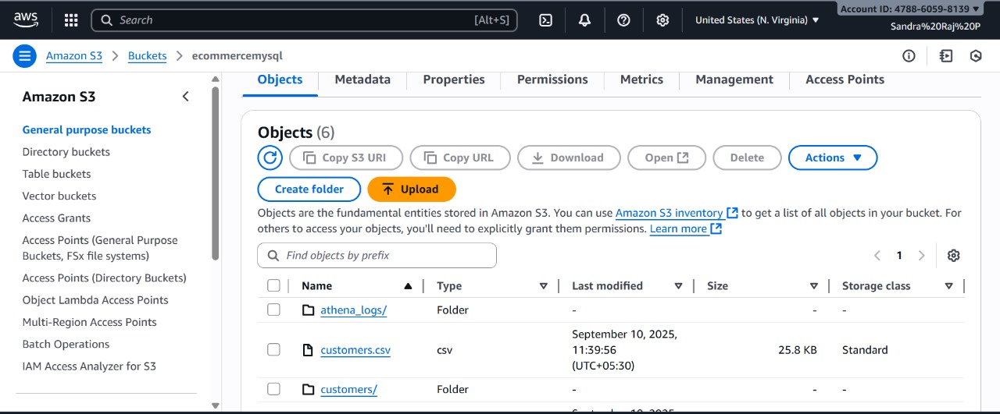 aws
Search [Alt+S]
United States (N. Virginia)
Account ID: 4788-6059-8139
Sandra%20Raj%20P
Amazon S3 > Buckets > ecommercemysql
Amazon S3
General purpose buckets
Directory buckets
Table buckets
Vector buckets
Access Grants
Access Points (General Purpose
Buckets, FSx file systems)
Access Points (Directory Buckets)
Object Lambda Access Points
Multi-Region Access Points
Batch Operations
IAM Access Analyzer for S3
Objects Metadata Properties Permissions Metrics Management Access Points
Objects (6)
Copy S3 URI Copy URL Download Open Delete Actions
Create folder Upload
Objects are the fundamental entities stored in Amazon S3. You can use Amazon S3 inventory to get a list of all objects in your bucket. For
others to access your objects, you'll need to explicitly grant them permissions. Learn more
Find objects by prefix
1
Name Type Last modified Size Storage class
athena_logs/ Folder - - -
customers.csv csv September 10, 2025, 11:39:56 (UTC+05:30) 25.8 KB Standard
customers/ Folder - - -